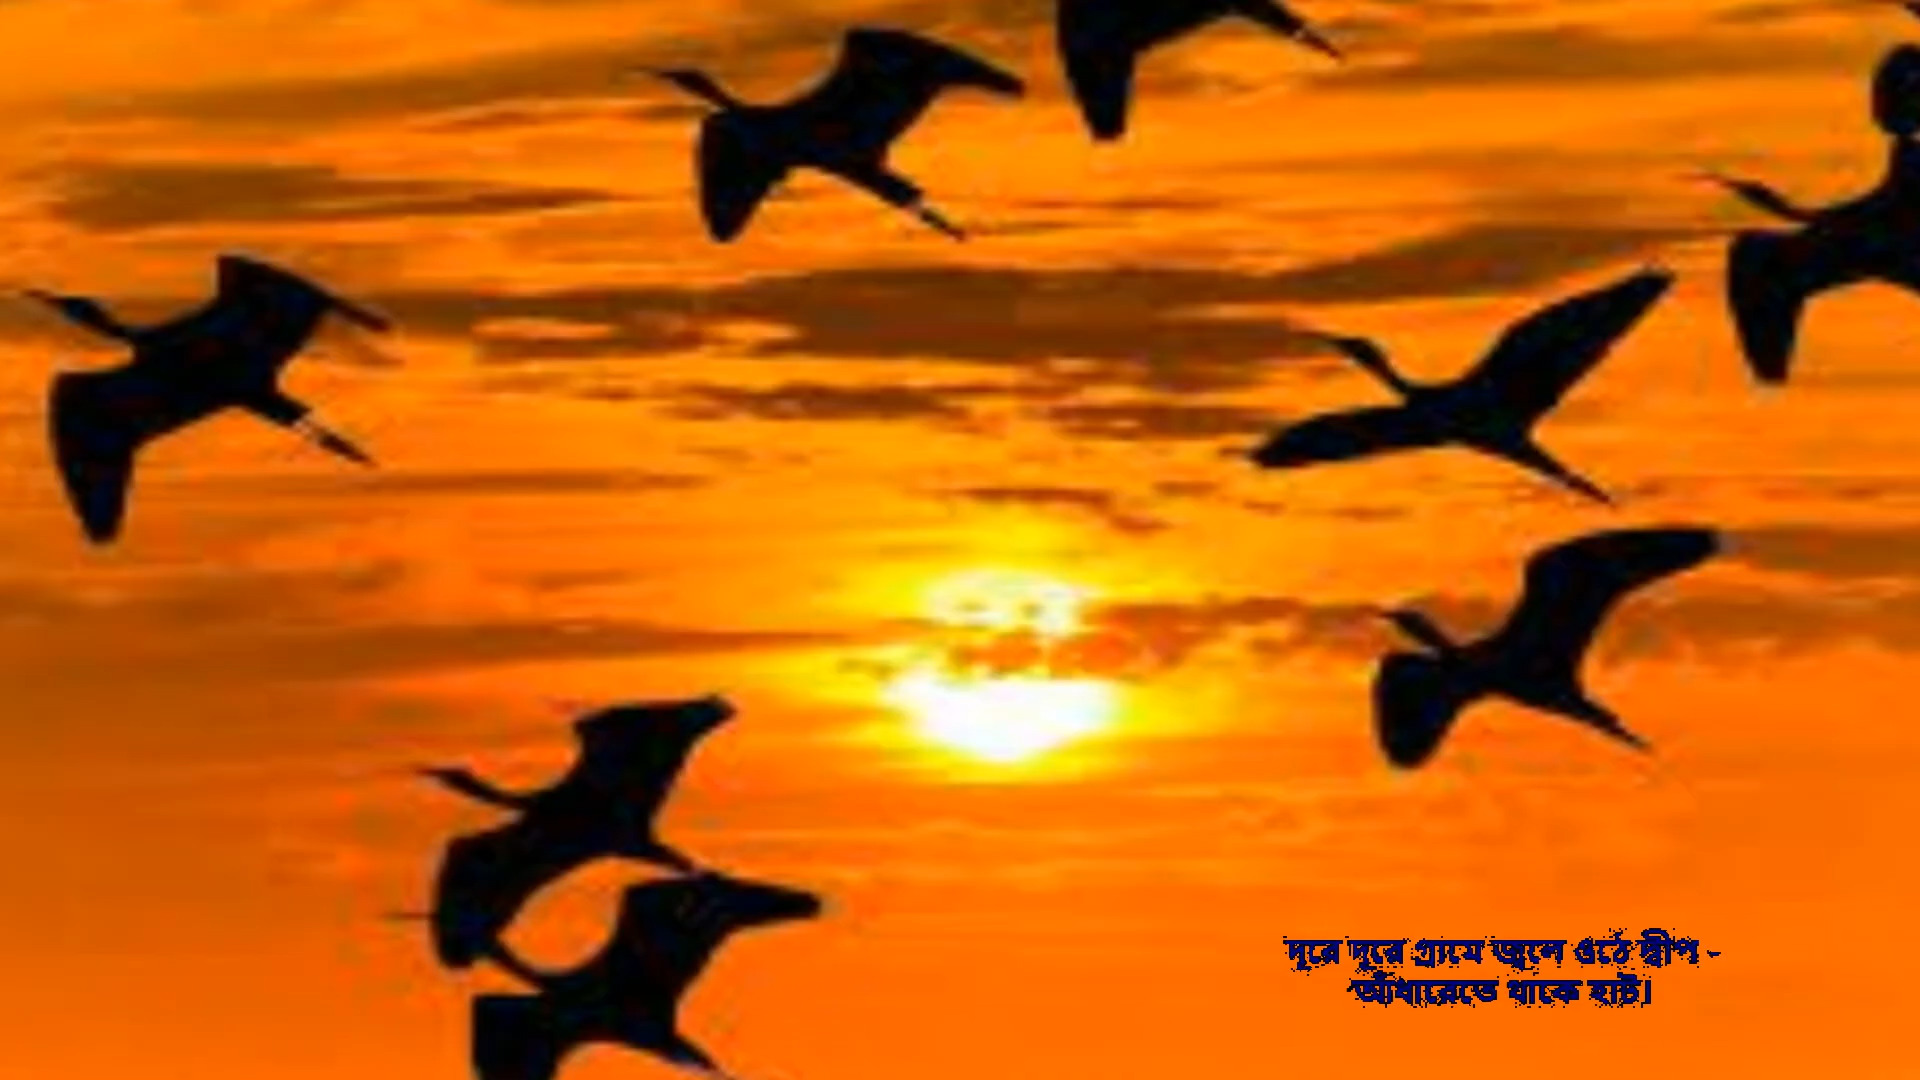 দূরে দূরে গ্রামে জ্বলে ওঠে দ্বীপ -
আঁধারেতে থাকে হাট।